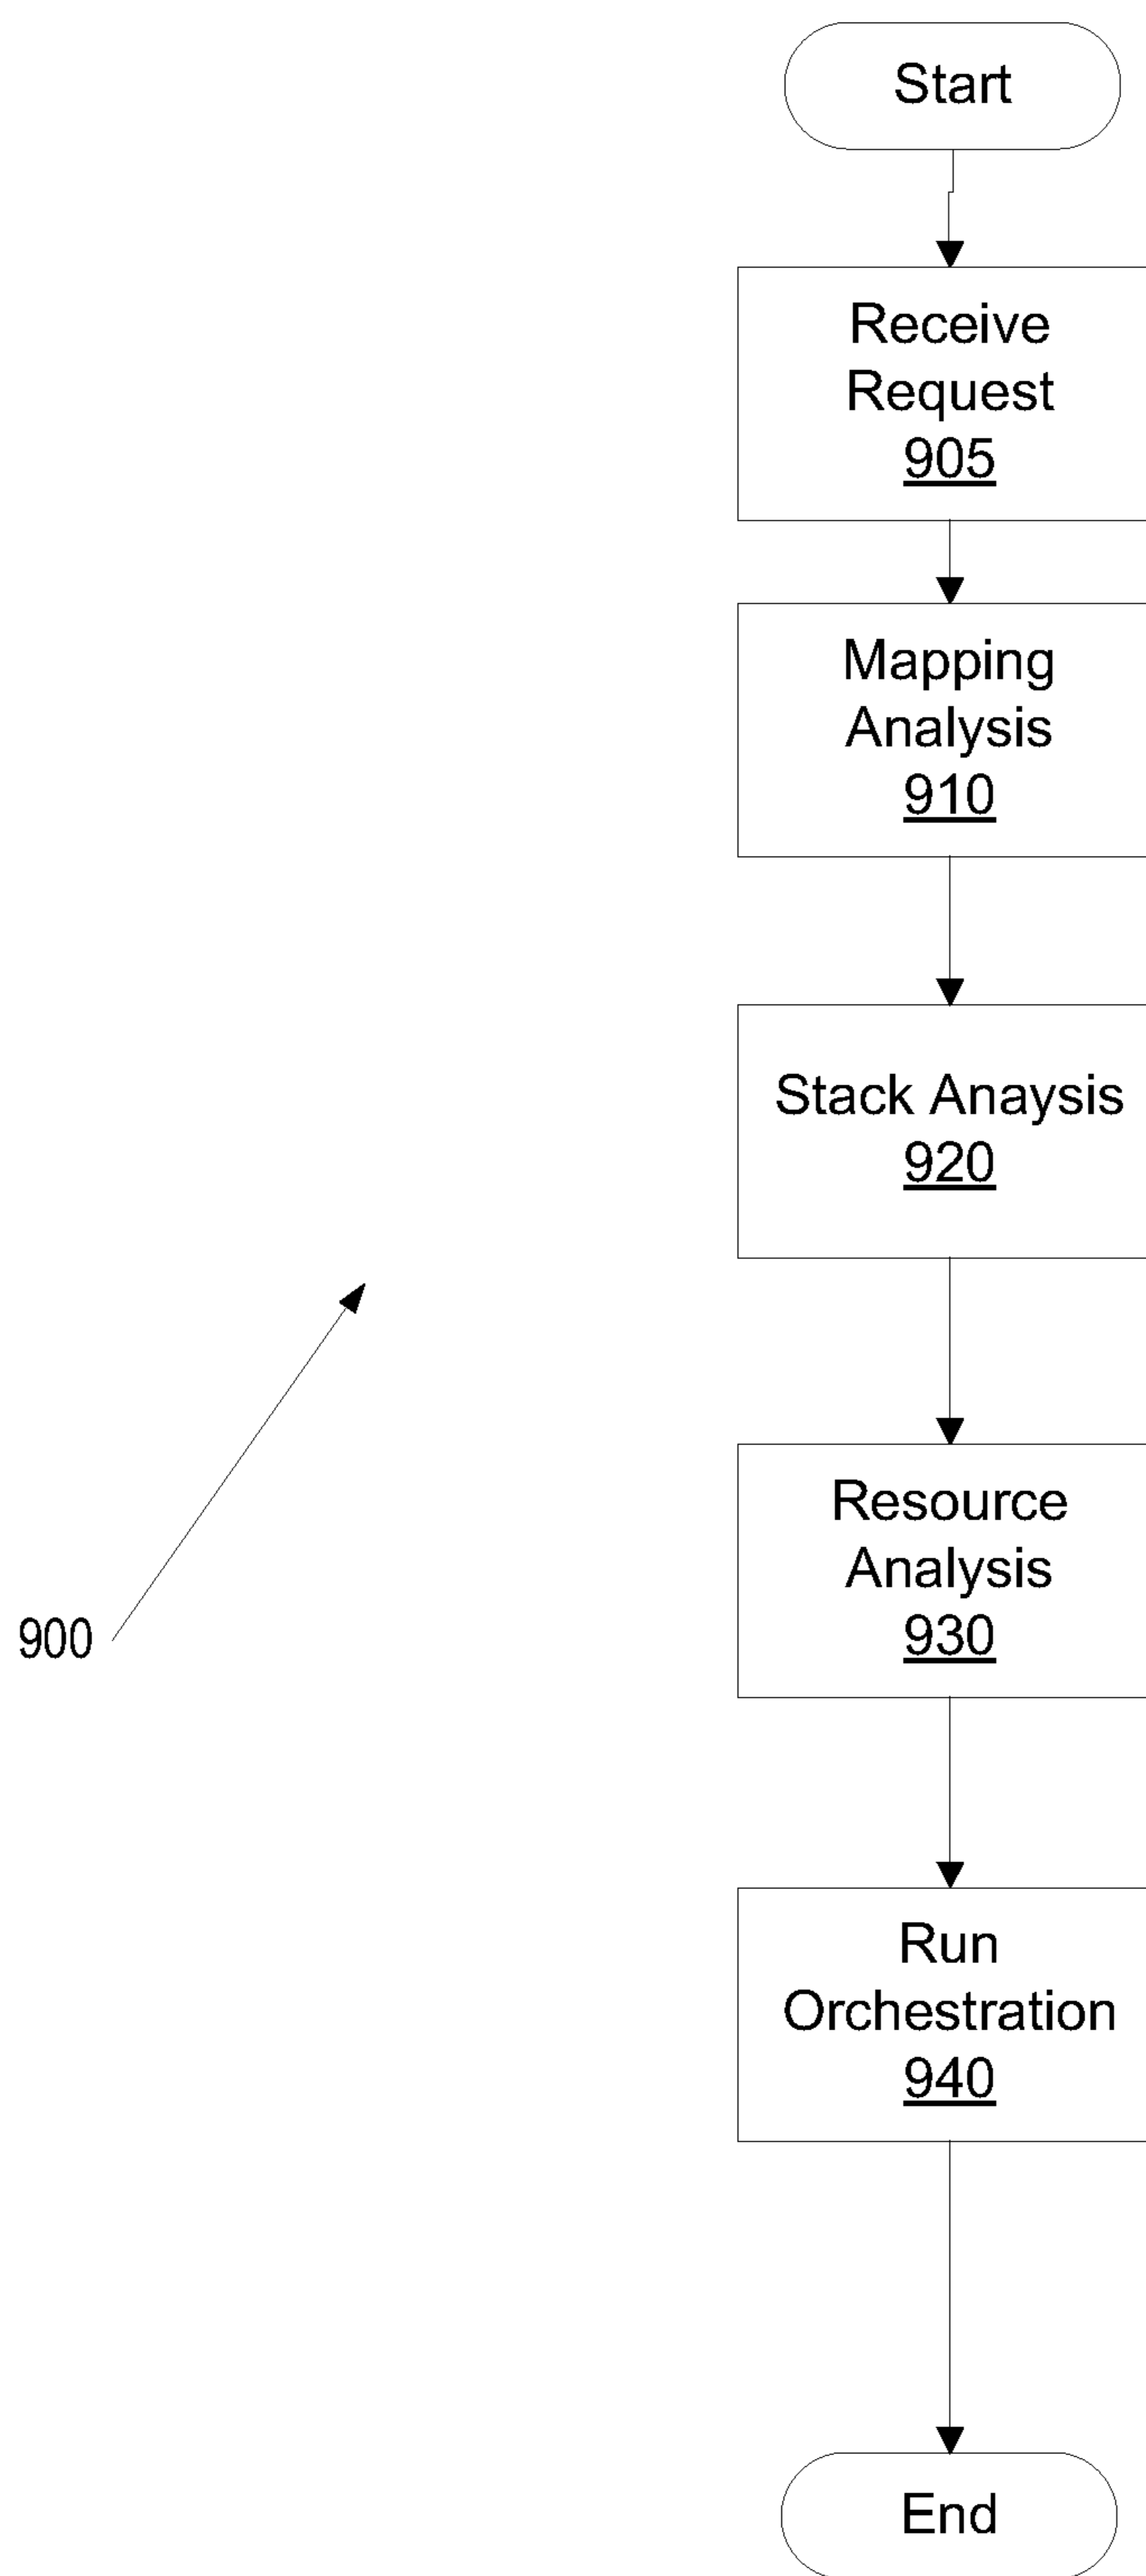 Start
Receive
Request
905
Mapping
Analysis
910
Stack Anaysis
920
Resource
Analysis
930
900
Run
Orchestration
940
End